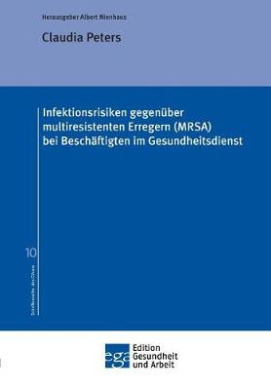 Herausgeber Albert Nienhaus
Claudia Peters
Infektionsrisiken gegenüber
multiresistenten Erregern (MRSA)
bei Beschäftigten im Gesundheitsdienst
10
ega
Edition
Gesundheit
und Arbeit